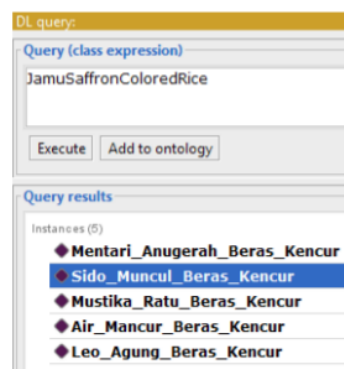 DL query:
Query (class expression)
JamuSaffronColoredRice
Execute Add to ontology
Query results
Instances (5)
Mentari_Anugerah_Beras_Kencur
Sido_Muncul_Beras_Kencur
Mustika_Ratu_Beras_Kencur
Air_Mancur_Beras_Kencur
Leo_Agung_Beras_Kencur